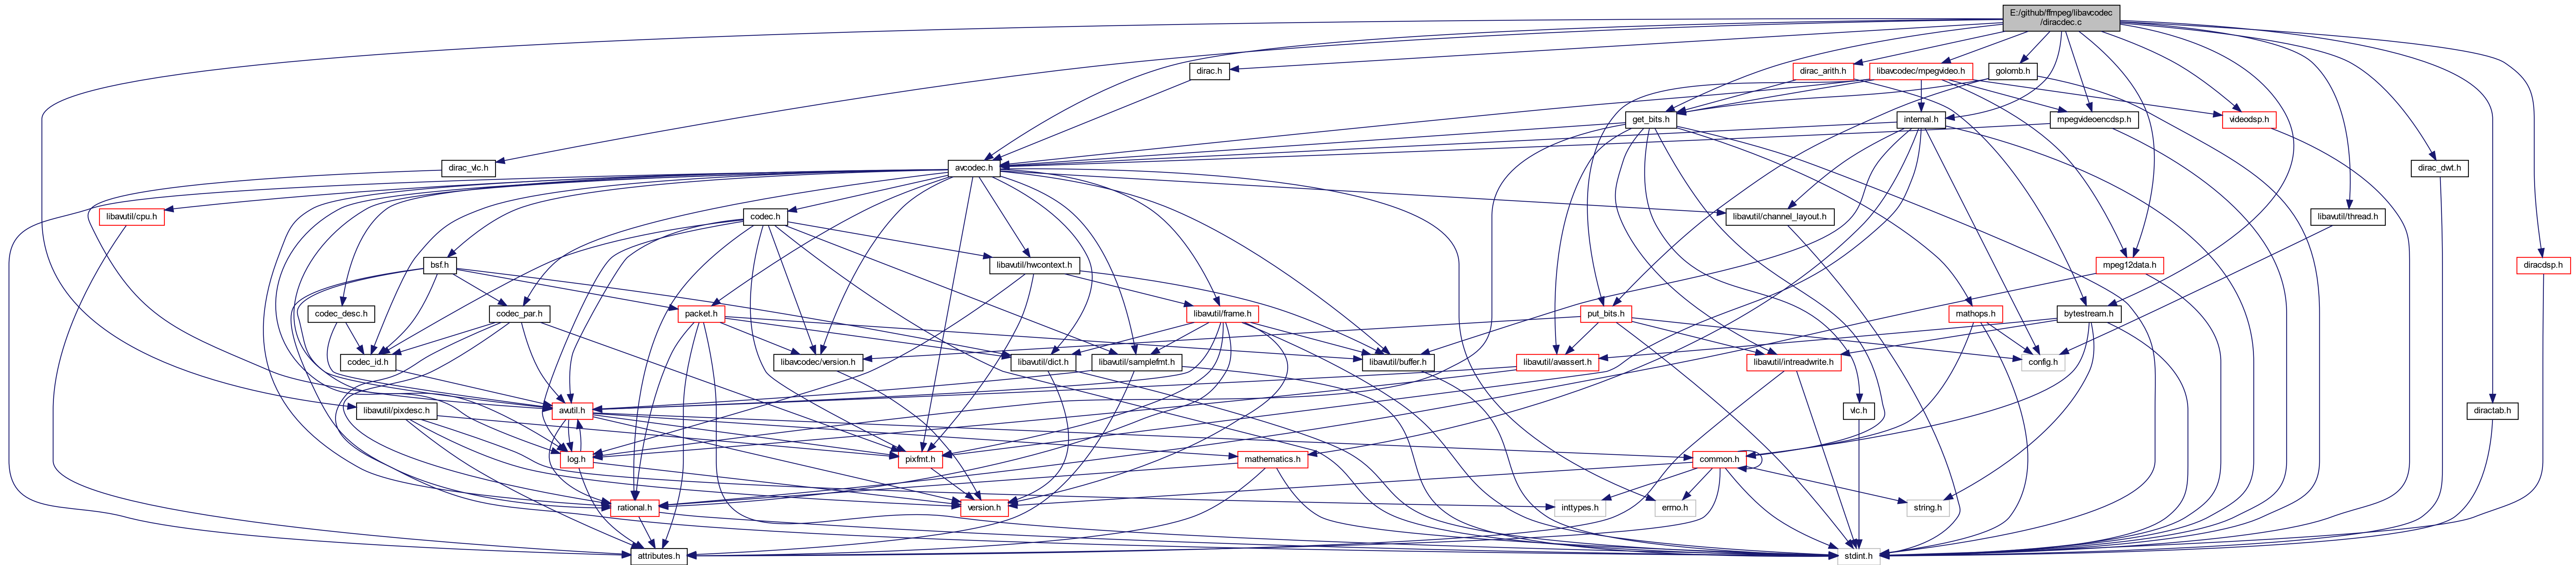 E:/github/ffmpeg/libavcodec
/diracdec.c
dirac.h
dirac_arith.h
libavcodec/mpegvideo.h
golomb.h
get_bits.h
internal.h
mpegvideoencdsp.h
videodsp.h
dirac_vlc.h
avcodec.h
dirac_dwt.h
libavutil/cpu.h
codec.h
libavutil/channel_layout.h
libavutil/thread.h
bsf.h
libavutil/hwcontext.h
mpeg12data.h
diracdsp.h
codec_desc.h
codec_par.h
packet.h
libavutil/frame.h
put_bits.h
mathops.h
bytestream.h
codec_id.h
libavcodec/version.h
libavutil/dict.h
libavutil/samplefmt.h
libavutil/buffer.h
libavutil/avassert.h
libavutil/intreadwrite.h
config.h
libavutil/pixdesc.h
avutil.h
vlc.h
diractab.h
log.h
pixfmt.h
mathematics.h
common.h
rational.h
version.h
inttypes.h
errno.h
string.h
attributes.h
stdint.h